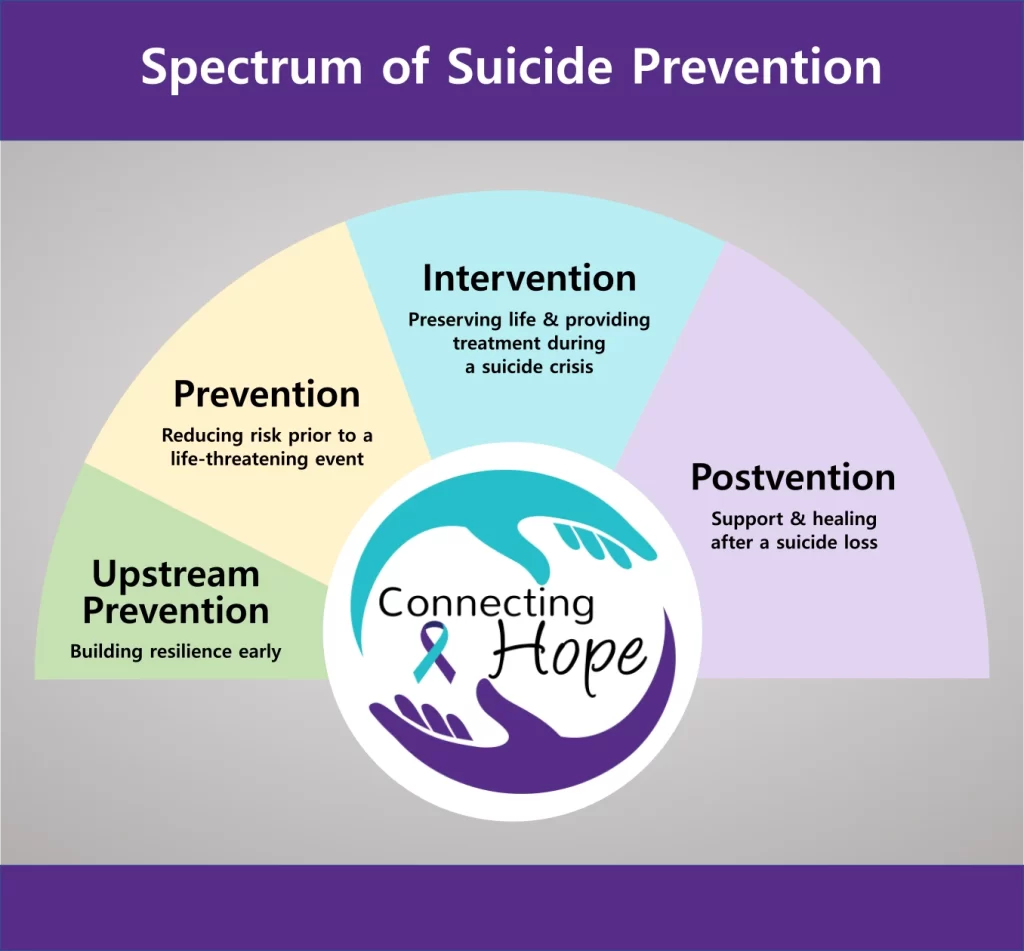 Spectrum of Suicide Prevention
Intervention
Preserving life & providing
treatment during
a suicide crisis
Prevention
Reducing risk prior to a
life-threatening event
Postvention
Support & healing
after a suicide loss
Upstream
Prevention
Building resilience early
Connecting
Hope